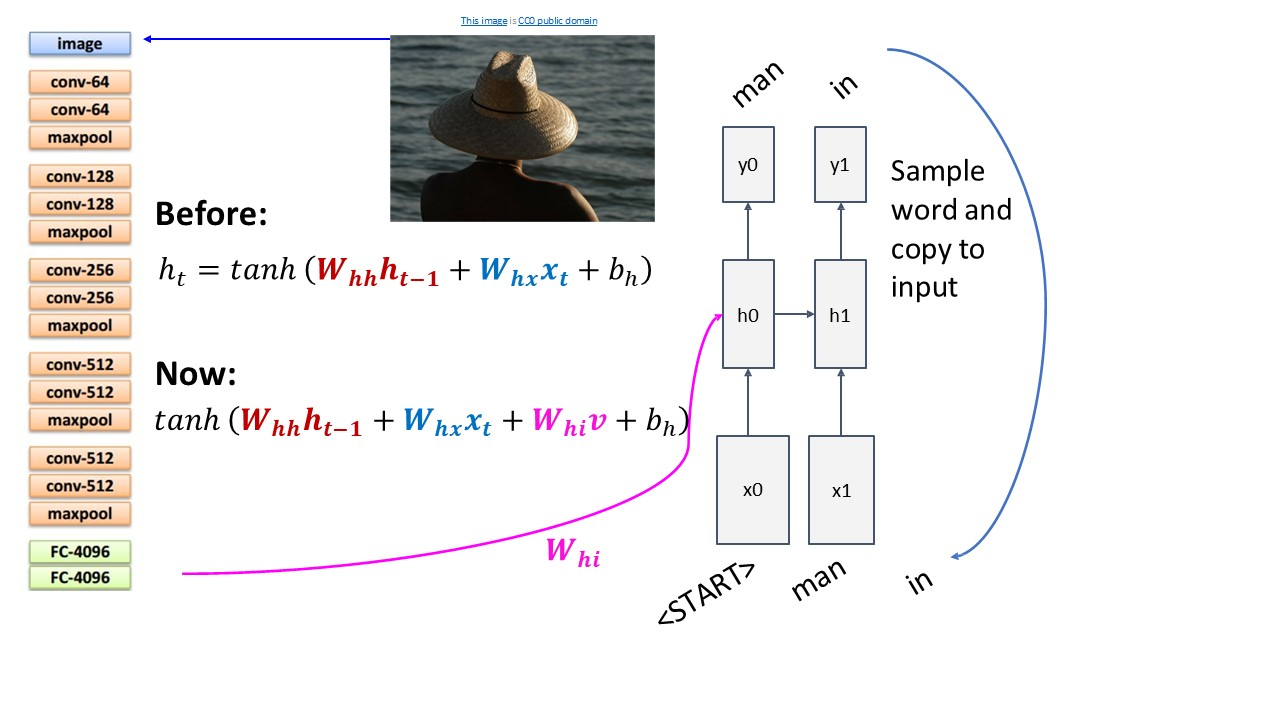 This image is CC0 public domain
image
conv-64
conv-64
maxpool
conv-128
conv-128
maxpool
conv-256
conv-256
maxpool
conv-512
conv-512
maxpool
conv-512
conv-512
maxpool
FC-4096
FC-4096
Before:
h_t = tanh (W_hh h_{t-1} + W_hx x_t + b_h)
Now:
tanh (W_hh h_{t-1} + W_hx x_t + W_hi v + b_h)
W_hi
man
in
y0
y1
h0
h1
x0
x1
<START>
man
in
Sample
word and
copy to
input